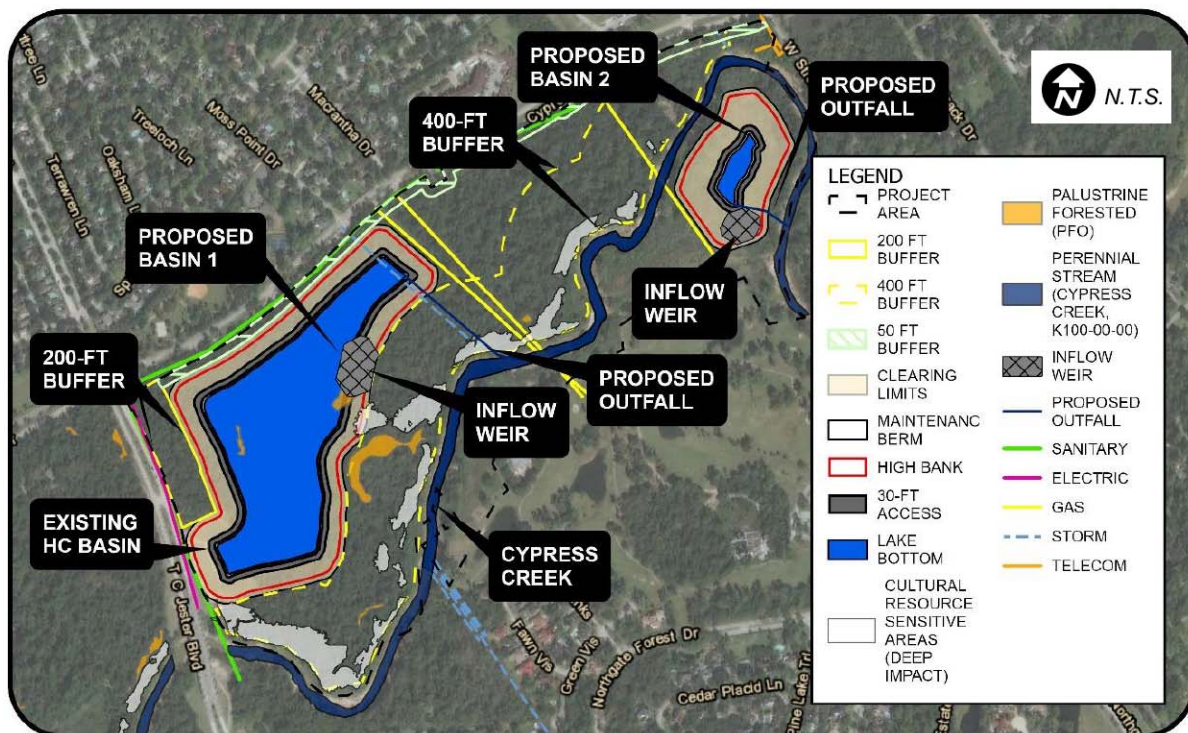 Treeloch Ln
Moss Point Dr
Macrantha Dr
Terrawren Ln
PROPOSED
BASIN 2
PROPOSED
OUTFALL
N
N.T.S.
400-FT
BUFFER
PROPOSED
BASIN 1
200-FT
BUFFER
INFLOW
WEIR
PROPOSED
OUTFALL
INFLOW
WEIR
EXISTING
HC BASIN
CYPRESS
CREEK
T C Jester Blvd
Fawn Vis
Green Vis
Northgate Forest Dr
Cedar Placid Ln
Pine Lake Trl
LEGEND
PROJECT
AREA
200 FT
BUFFER
400 FT
BUFFER
50 FT
BUFFER
CLEARING
LIMITS
MAINTENANC
BERM
HIGH BANK
30-FT
ACCESS
LAKE
BOTTOM
CULTURAL
RESOURCE
SENSITIVE
AREAS
(DEEP
IMPACT)
PALUSTRINE
FORESTED
(PFO)
PERENNIAL
STREAM
(CYPRESS
CREEK,
K100-00-00)
INFLOW
WEIR
PROPOSED
OUTFALL
SANITARY
ELECTRIC
GAS
STORM
TELECOM